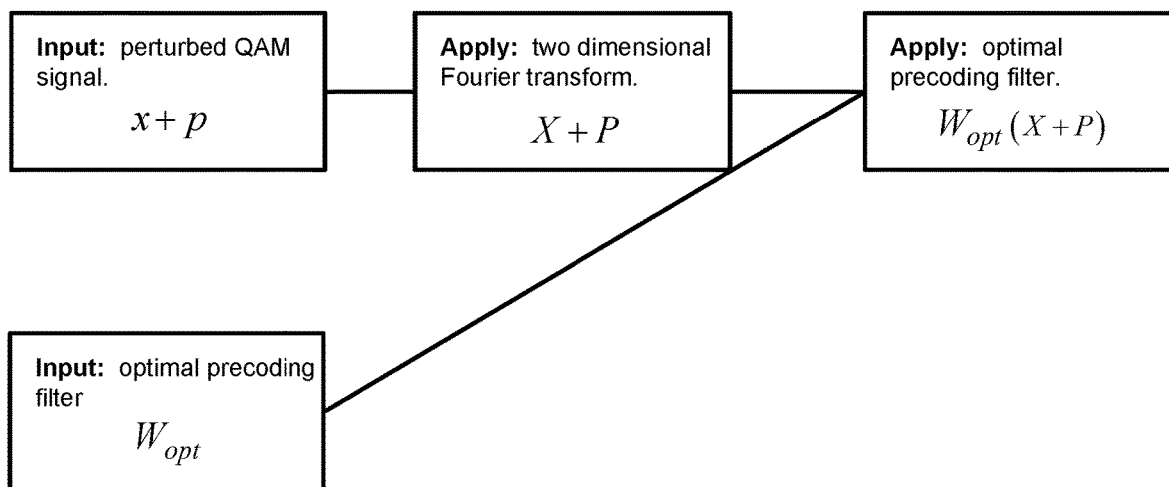 Input: perturbed QAM
signal.
x + p
Apply: two dimensional
Fourier transform.
X + P
Apply: optimal
precoding filter.
W_opt (X + P)
Input: optimal precoding
filter
W_opt